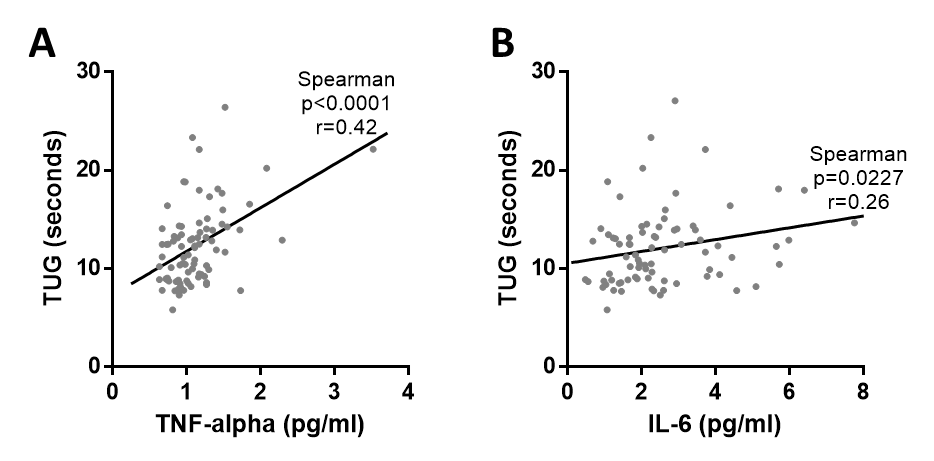 A
B
30
20
10
0
TUG (seconds)
Spearman
p<0.0001
r=0.42
0
1
2
3
4
TNF-alpha (pg/ml)
30
20
10
0
TUG (seconds)
Spearman
p=0.0227
r=0.26
0
2
4
6
8
IL-6 (pg/ml)